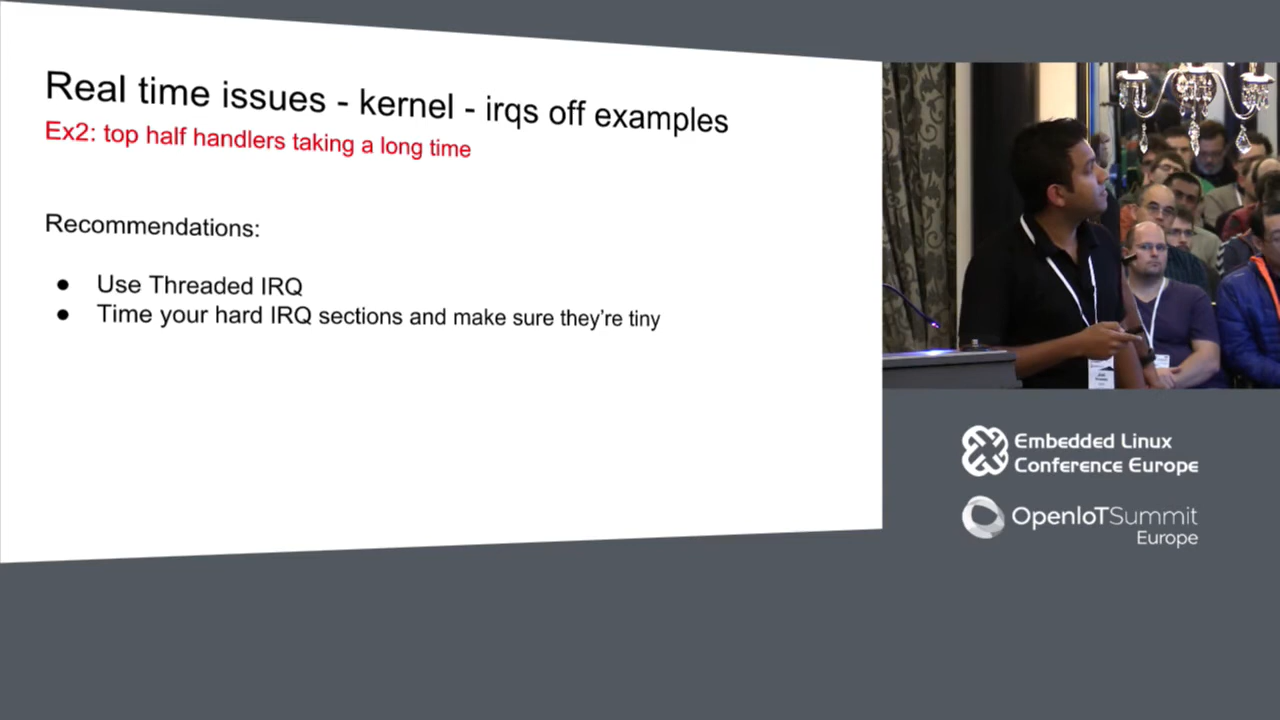 Real time issues - kernel - irqs off examples
Ex2: top half handlers taking a long time
Recommendations:
● Use Threaded IRQ
● Time your hard IRQ sections and make sure they're tiny
Embedded Linux
Conference Europe
OpenIoTSummit
Europe